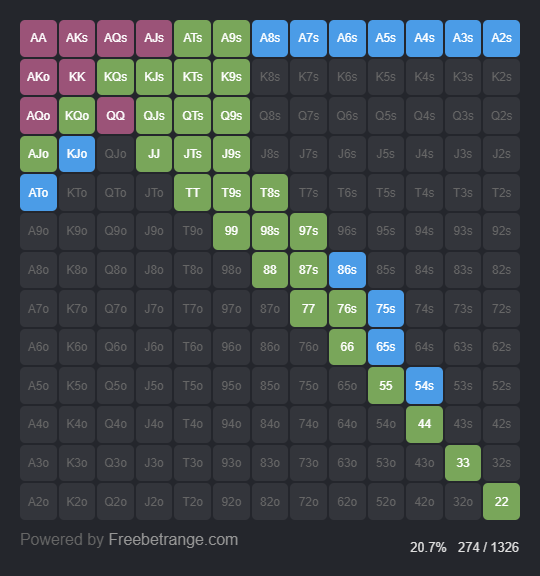 AA AKs AQs AJs ATs A9s A8s A7s A6s A5s A4s A3s A2s
AKo KK KQs KJs KTs K9s K8s K7s K6s K5s K4s K3s K2s
AQo KQo QQ QJs QTs Q9s Q8s Q7s Q6s Q5s Q4s Q3s Q2s
AJo KJo QJo JJ JTs J9s J8s J7s J6s J5s J4s J3s J2s
ATo KTo QTo JTo TT T9s T8s T7s T6s T5s T4s T3s T2s
A9o K9o Q9o J9o T9o 99 98s 97s 96s 95s 94s 93s 92s
A8o K8o Q8o J8o T8o 98o 88 87s 86s 85s 84s 83s 82s
A7o K7o Q7o J7o T7o 97o 87o 77 76s 75s 74s 73s 72s
A6o K6o Q6o J6o T6o 96o 86o 76o 66 65s 64s 63s 62s
A5o K5o Q5o J5o T5o 95o 85o 75o 65o 55 54s 53s 52s
A4o K4o Q4o J4o T4o 94o 84o 74o 64o 54o 44 43s 42s
A3o K3o Q3o J3o T3o 93o 83o 73o 63o 53o 43o 33 32s
A2o K2o Q2o J2o T2o 92o 82o 72o 62o 52o 42o 32o 22
Powered by Freebetrange.com
20.7% 274 / 1326